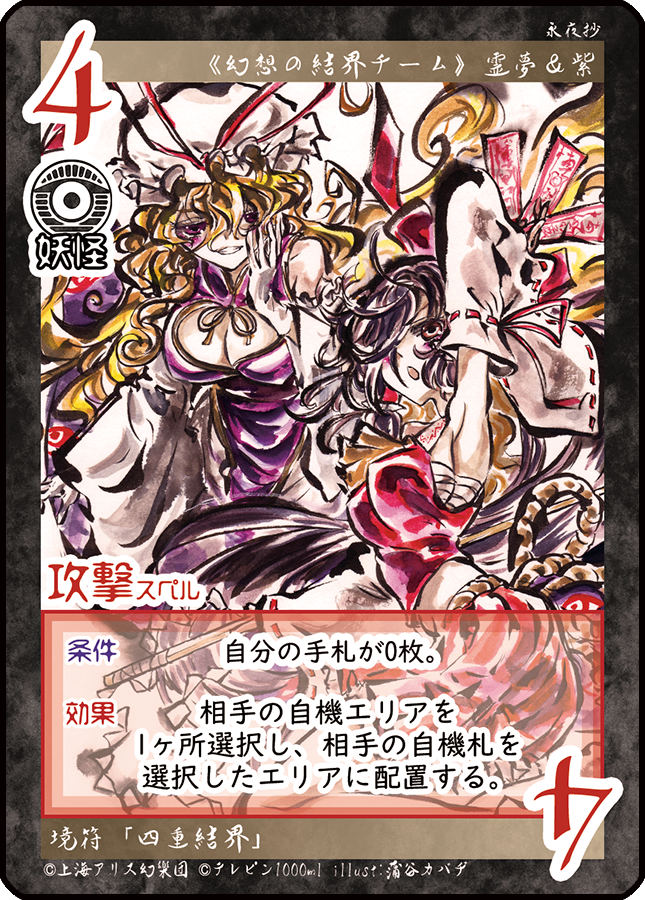 永夜抄
4
《幻想の結界チーム》 霊夢&紫
妖怪
攻撃スペル
条件 自分の手札が0枚。
効果 相手の自機エリアを
1ヶ所選択し、相手の自機札を
選択したエリアに配置する。
4
境符 「四重結界」
©上海アリス幻樂団 ©テレピン1000ml illust:蒲谷カバヂ